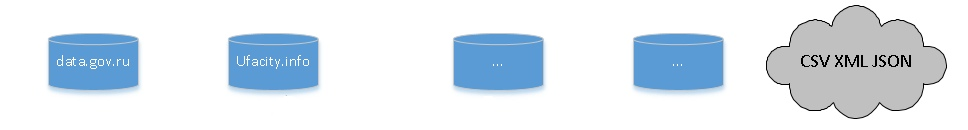 data.gov.ru
Ufacity.info
...
...
CSV XML JSON